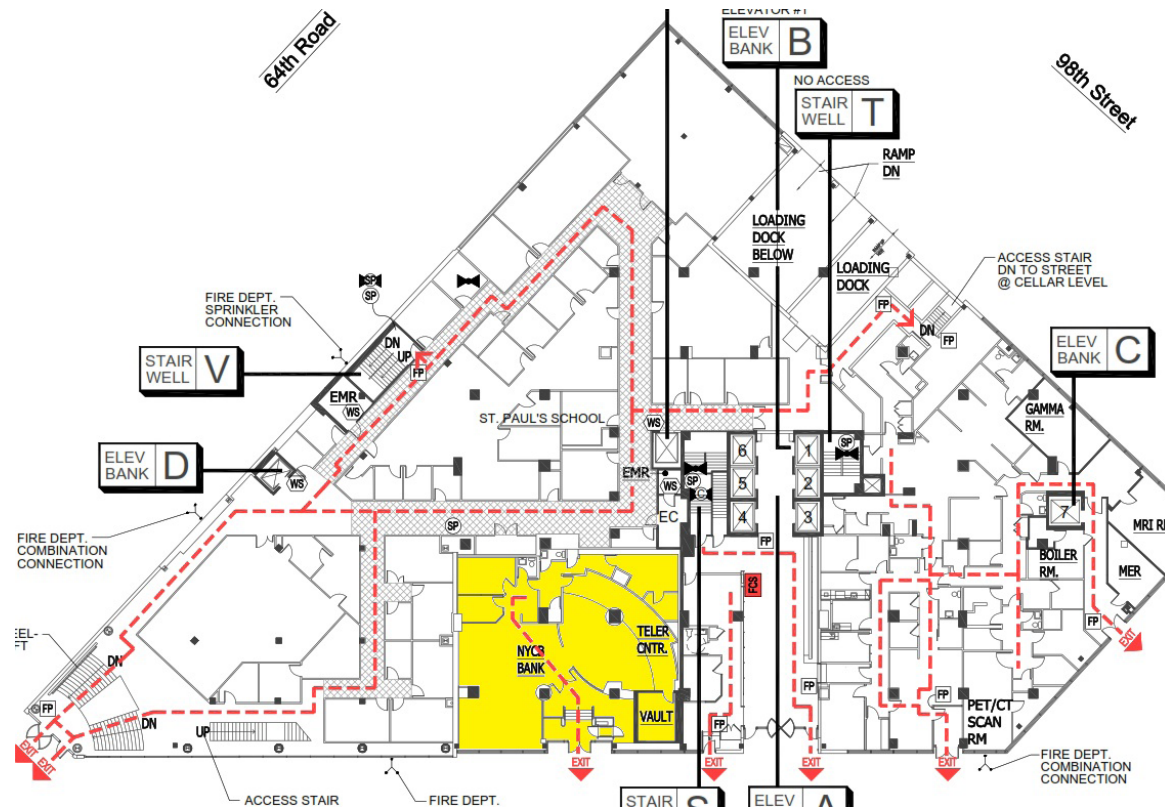 ELEVATOR #1
ELEV
BANK
B
64th Road
98th Street
NO ACCESS
STAIR
WELL
T
RAMP
DN
LOADING
DOCK
BELOW
LOADING
DOCK
ACCESS STAIR
DN TO STREET
@ CELLAR LEVEL
SP
SP
FIRE DEPT.
SPRINKLER
CONNECTION
FP
DN
FP
ELEV
BANK
C
DN
UP
FP
STAIR
WELL
V
EMR
WS
GAMMA
RM.
ST. PAUL'S SCHOOL
WS
ELEV
BANK
D
WS
EMR
6
1
SP
SP
WS
5
2
C
EC
4
3
7
SP
FP
MRI R
FIRE DEPT.
COMBINATION
CONNECTION
BOILER
RM.
MER
FCS
TELER
CNTR.
NYCB
BANK
FP
EXIT
EEL-
FT
DN
FP
DN
UP
VAULT
FP
FP
FP
PET/CT
SCAN
RM
EXIT
EXIT
EXIT
EXIT
EXIT
EXIT
FIRE DEPT.
COMBINATION
CONNECTION
ACCESS STAIR
FIRE DEPT.
STAIR
S
ELEV
A